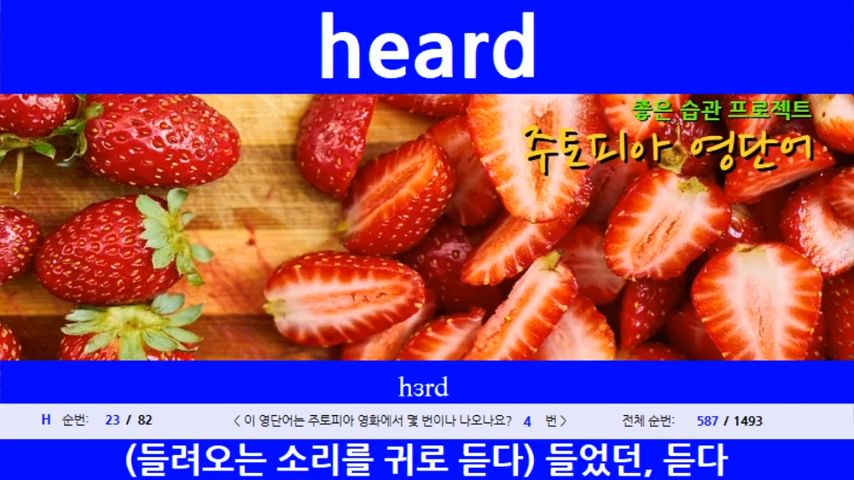 heard
좋은 습관 프로젝트
주토피아 영단어
hɜrd
H 순번: 23 / 82 〈 이 영단어는 주토피아 영화에서 몇 번이나 나오나요? 4 번 〉 전체 순번: 587 / 1493
(들려오는 소리를 귀로 듣다) 들었던, 듣다